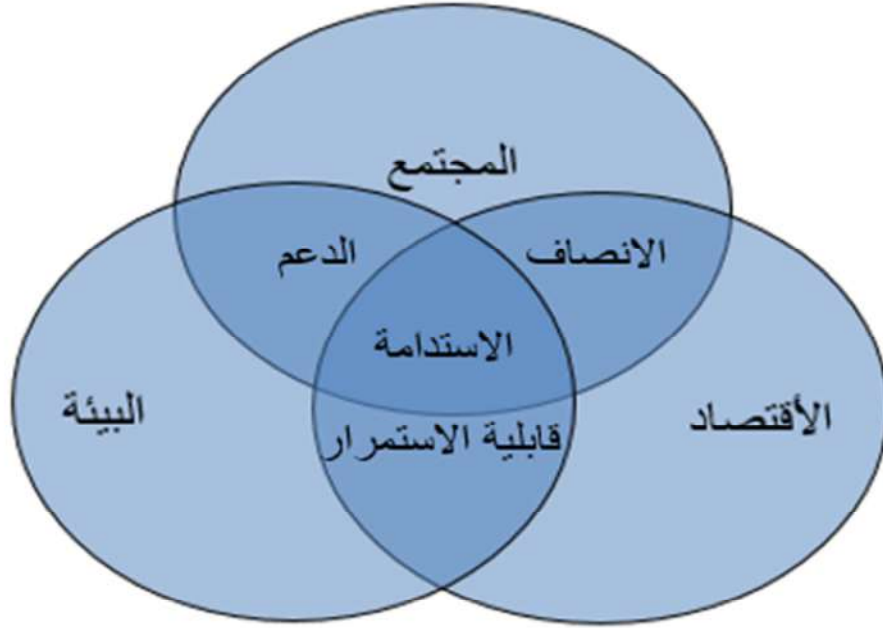 المجتمع
الانصاف
الدعم
الاستدامة
الأقتصاد
البيئة
قابلية الاستمرار